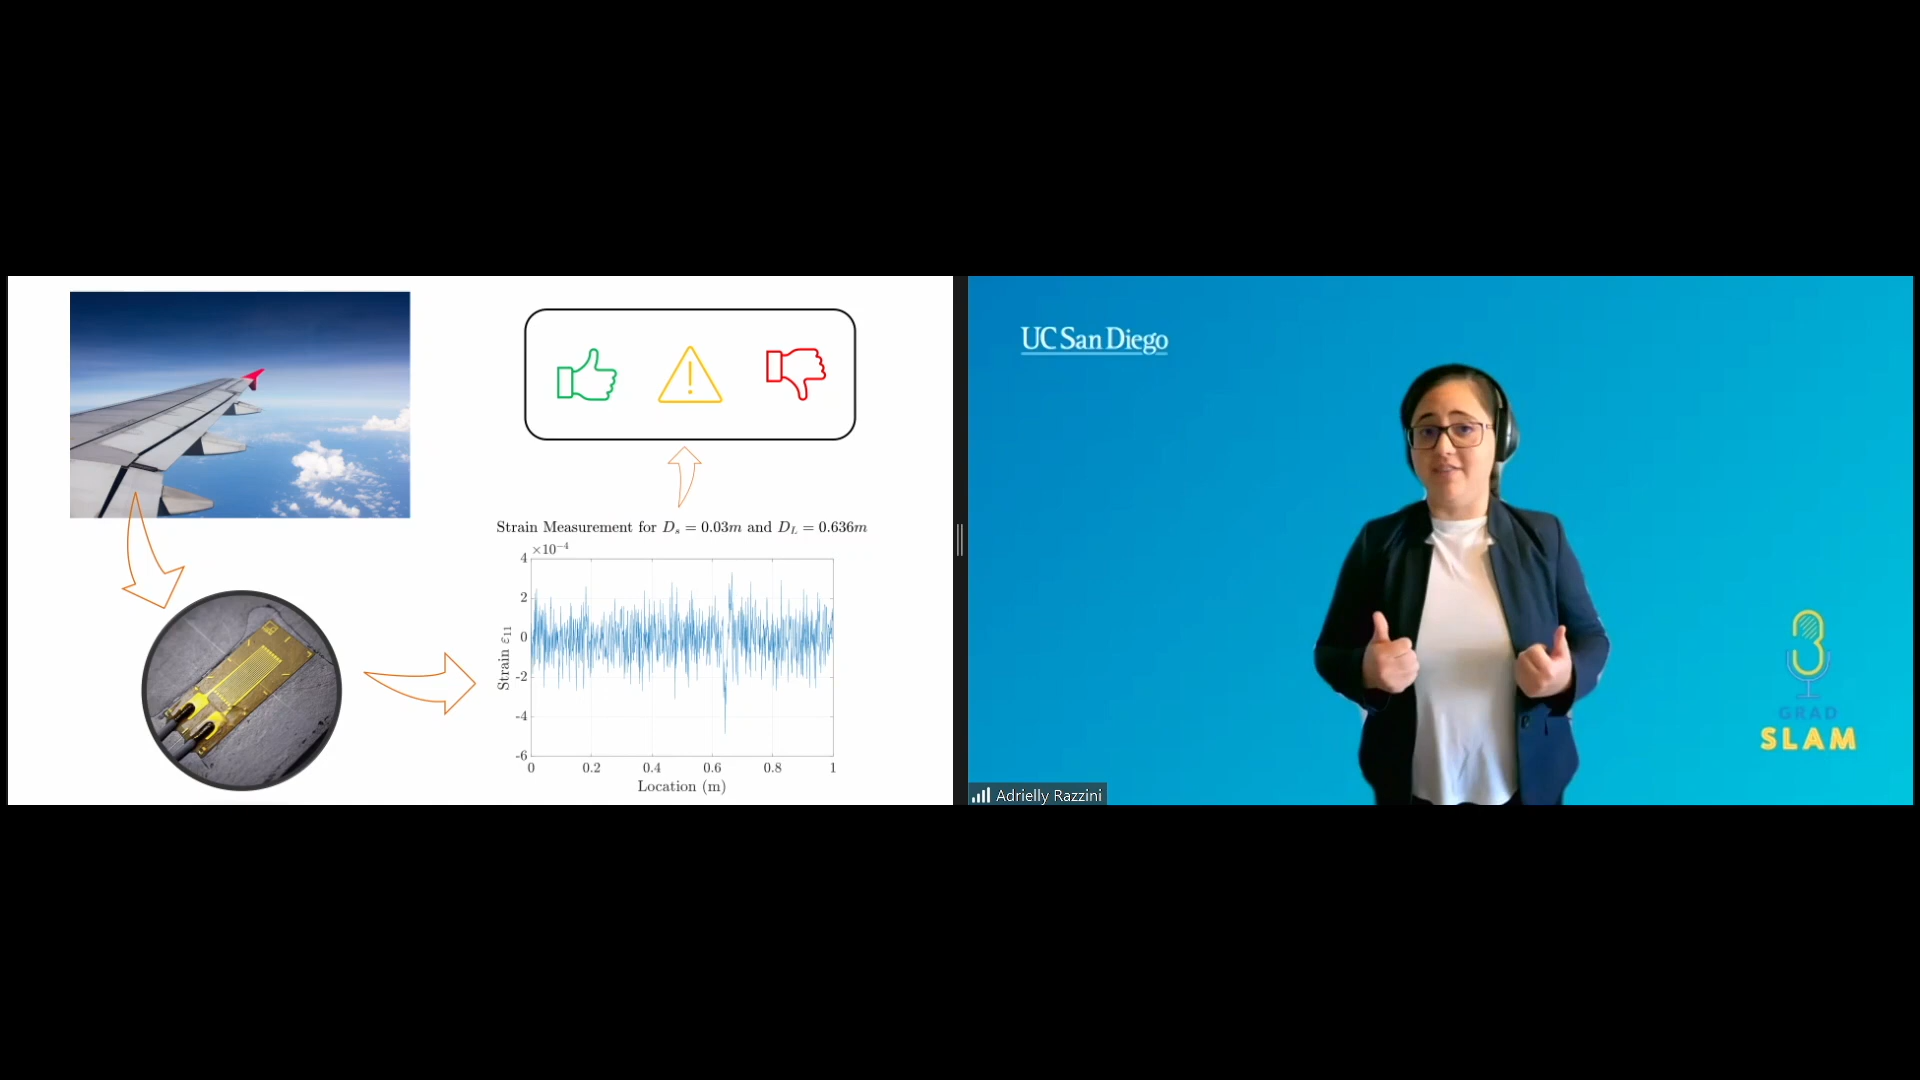 Strain Measurement for Dₛ = 0.03m and D_L = 0.636m
×10⁻⁴
4
2
0
-2
-4
-6
Strain ε₁₁
0 0.2 0.4 0.6 0.8 1
Location (m)
UC San Diego
GRAD
SLAM
Adrielly Razzini